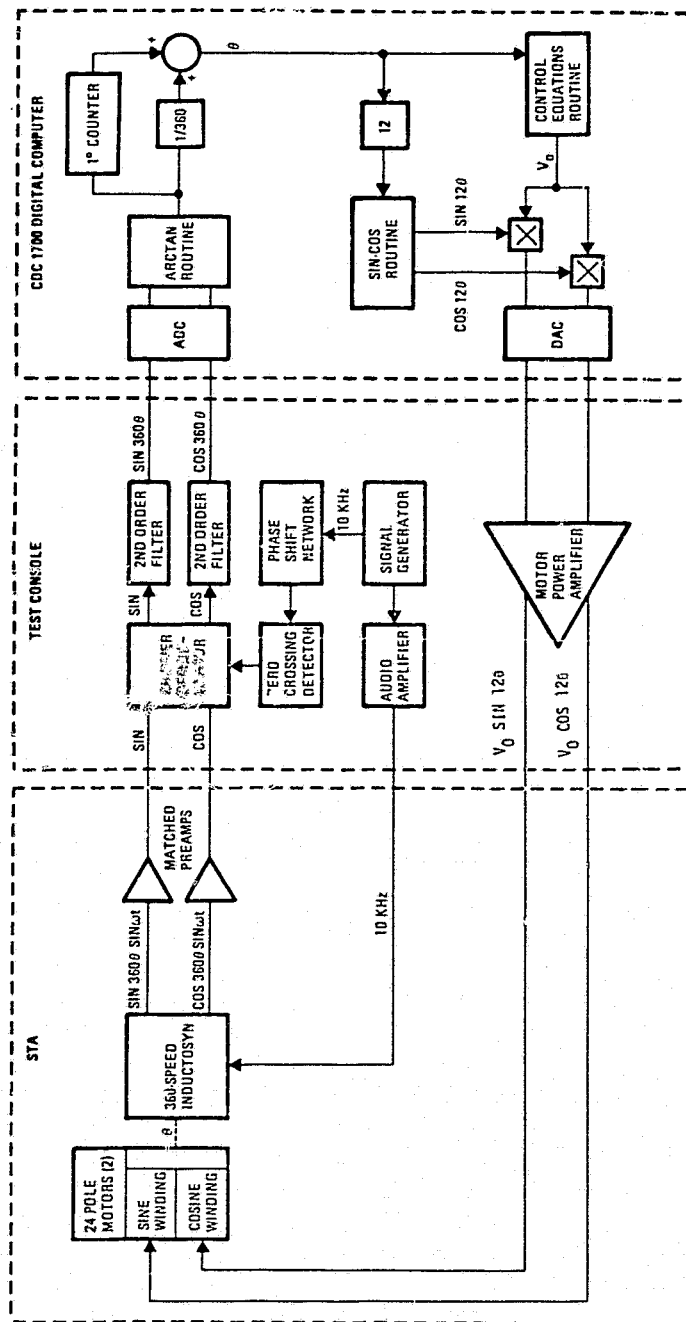 STA
24 POLE
MOTORS (2)
SINE
WINDING
COSINE
WINDING
θ
360-SPEED
INDUCTOSYN
SIN 360θ SINωt
COS 360θ SINωt
MATCHED
PREAMPS
10 KHz
TEST CONSOLE
SIN
COS
SIN
COS
2ND ORDER
FILTER
2ND ORDER
FILTER
SIN 360θ
COS 360θ
CROSSING
DETECTOR
PHASE
SHIFT
NETWORK
10 KHz
SIGNAL
GENERATOR
AUDIO
AMPLIFIER
MOTOR
POWER
AMPLIFIER
V0 SIN 12θ
V0 COS 12θ
CDC 1700 DIGITAL COMPUTER
ADC
ARCTAN
ROUTINE
1° COUNTER
1/360
+
+
θ
12
SIN-COS
ROUTINE
SIN 12θ
COS 12θ
CONTROL
EQUATIONS
ROUTINE
V0
DAC